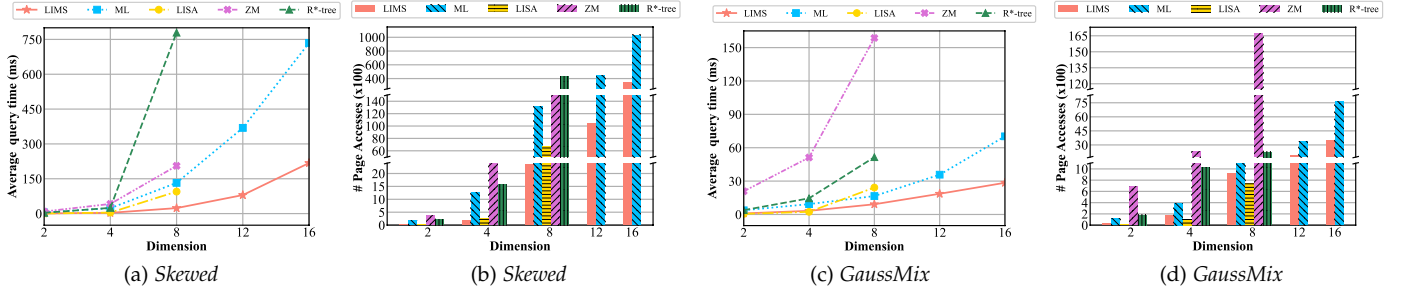 LIMS ML LISA ZM R*-tree
Average query time (ms)
750
600
450
300
150
0
2 4 8 12 16
Dimension
(a) Skewed
LIMS ML LISA ZM R*-tree
# Page Accesses (x100)
1000
800
600
400
200
140
120
100
80
60
20
15
10
5
0
2 4 8 12 16
Dimension
(b) Skewed
LIMS ML LISA ZM R*-tree
Average query time (ms)
150
120
90
60
30
0
2 4 8 12 16
Dimension
(c) GaussMix
LIMS ML LISA ZM R*-tree
# Page Accesses (x100)
165
150
135
120
75
60
45
30
15
10
8
6
4
2
0
2 4 8 12 16
Dimension
(d) GaussMix